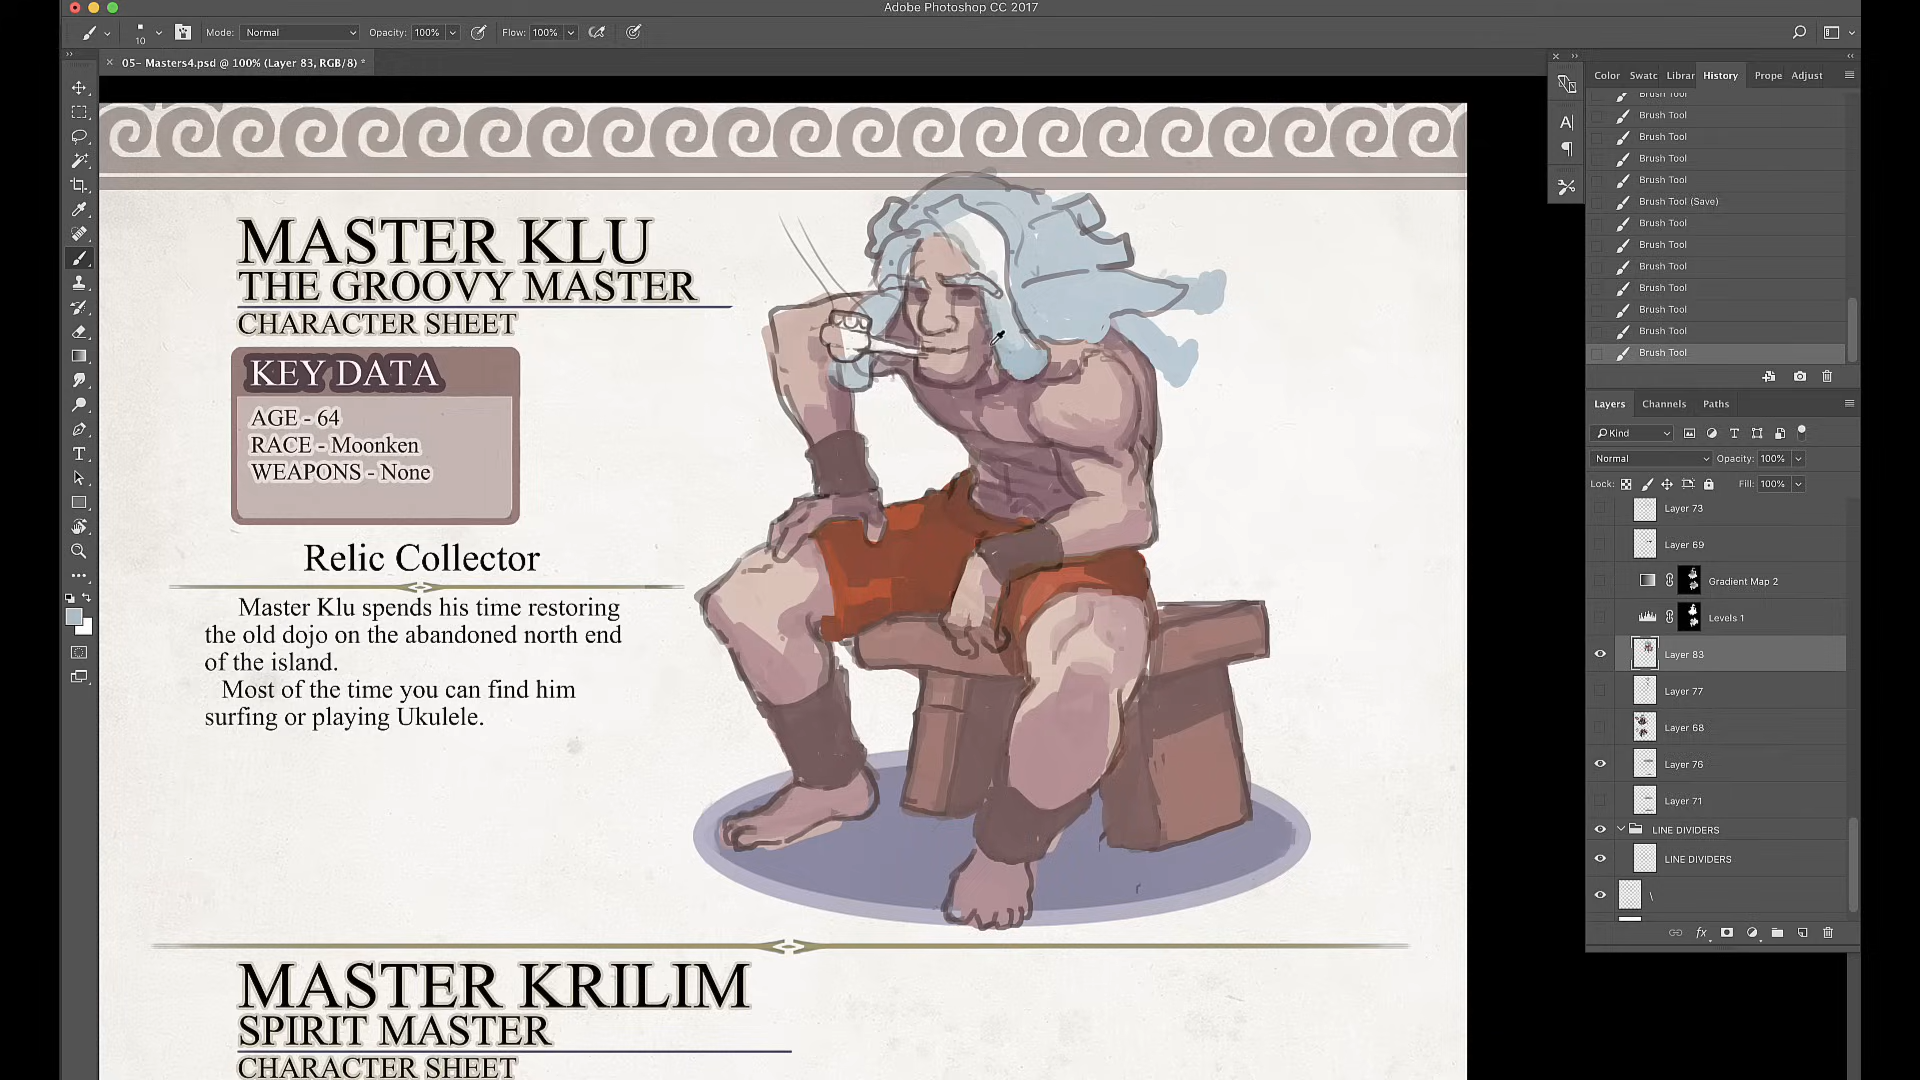 Adobe Photoshop CC 2017
10
Mode: Normal Opacity: 100% Flow: 100%
05- Masters4.psd @ 100% (Layer 83, RGB/8) *
Color Swatc Librar History Prope Adjust
Brush Tool
Brush Tool
Brush Tool
Brush Tool
Brush Tool
Brush Tool (Save)
Brush Tool
Brush Tool
Brush Tool
Brush Tool
Brush Tool
Brush Tool
Brush Tool
Layers Channels Paths
Kind
Normal Opacity: 100%
Lock: Fill: 100%
Layer 73
Layer 69
Gradient Map 2
Levels 1
Layer 83
Layer 77
Layer 68
Layer 76
Layer 71
LINE DIVIDERS
LINE DIVIDERS
\
fx
MASTER KLU
THE GROOVY MASTER
CHARACTER SHEET
KEY DATA
AGE - 64
RACE - Moonken
WEAPONS - None
Relic Collector
Master Klu spends his time restoring
the old dojo on the abandoned north end
of the island.
Most of the time you can find him
surfing or playing Ukulele.
MASTER KRILIM
SPIRIT MASTER
CHARACTER SHEET